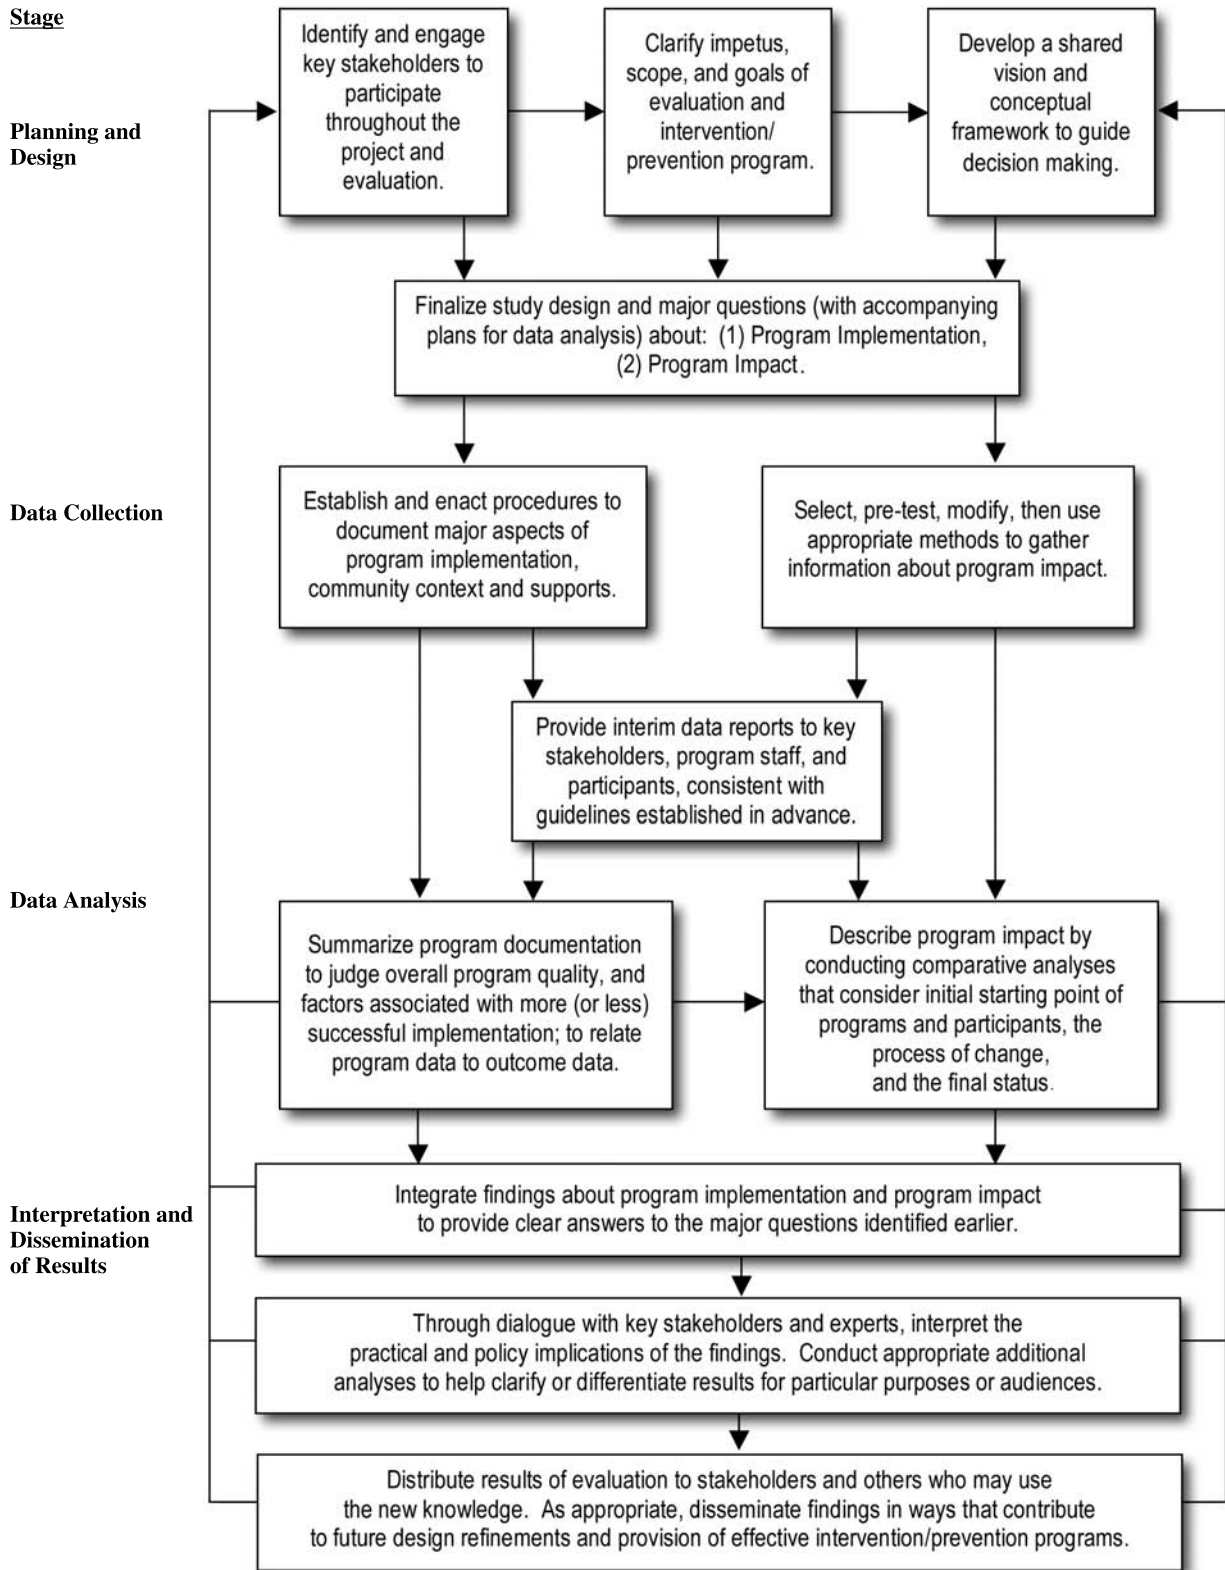 Stage
Planning and
Design
Identify and engage
key stakeholders to
participate
throughout the
project and
evaluation.
Clarify impetus,
scope, and goals of
evaluation and
intervention/
prevention program.
Develop a shared
vision and
conceptual
framework to guide
decision making.
Finalize study design and major questions (with accompanying
plans for data analysis) about: (1) Program Implementation,
(2) Program Impact.
Data Collection
Establish and enact procedures to
document major aspects of
program implementation,
community context and supports.
Select, pre-test, modify, then use
appropriate methods to gather
information about program impact.
Provide interim data reports to key
stakeholders, program staff, and
participants, consistent with
guidelines established in advance.
Data Analysis
Summarize program documentation
to judge overall program quality, and
factors associated with more (or less)
successful implementation; to relate
program data to outcome data.
Describe program impact by
conducting comparative analyses
that consider initial starting point of
programs and participants, the
process of change,
and the final status.
Interpretation and
Dissemination
of Results
Integrate findings about program implementation and program impact
to provide clear answers to the major questions identified earlier.
Through dialogue with key stakeholders and experts, interpret the
practical and policy implications of the findings. Conduct appropriate additional
analyses to help clarify or differentiate results for particular purposes or audiences.
Distribute results of evaluation to stakeholders and others who may use
the new knowledge. As appropriate, disseminate findings in ways that contribute
to future design refinements and provision of effective intervention/prevention programs.